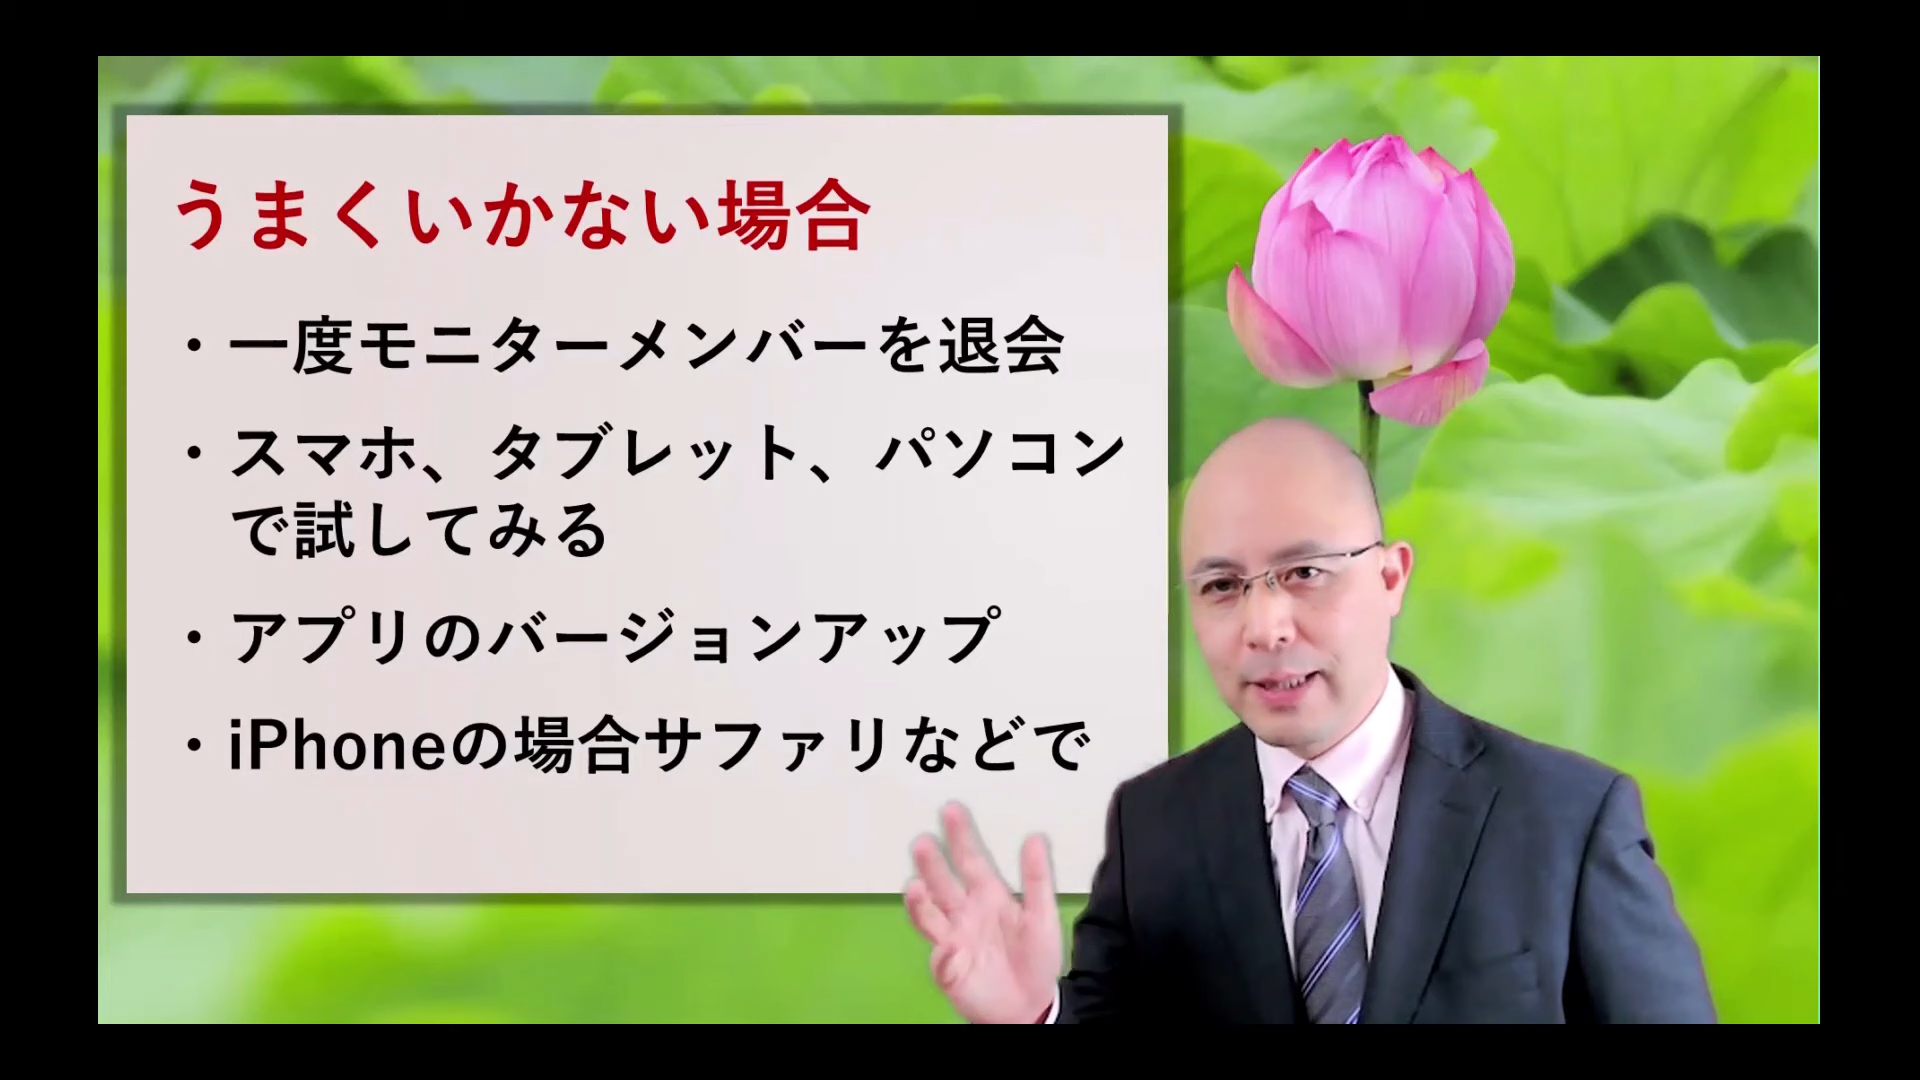 うまくいかない場合
・一度モニターメンバーを退会
・スマホ、タブレット、パソコン
で試してみる
・アプリのバージョンアップ
・iPhoneの場合サファリなどで